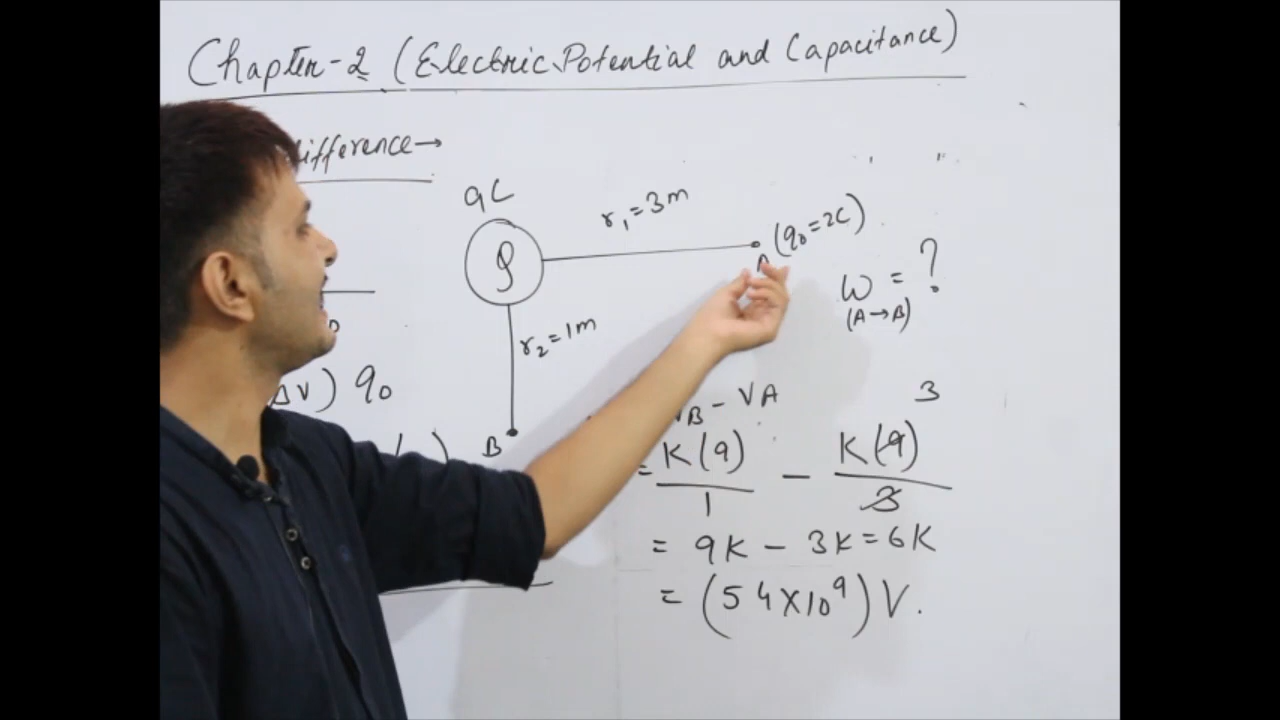 Chapter-2 (Electric Potential and Capacitance)
ifference→
9C
r₁=3m
(q₀=2C)
A
W = ?
(A→B)
r₂=1m
ΔV) q₀
B
VB - VA
3
= K(9)/1 - K(9)/3
= 9K - 3K = 6K
= (54×10⁹) V.